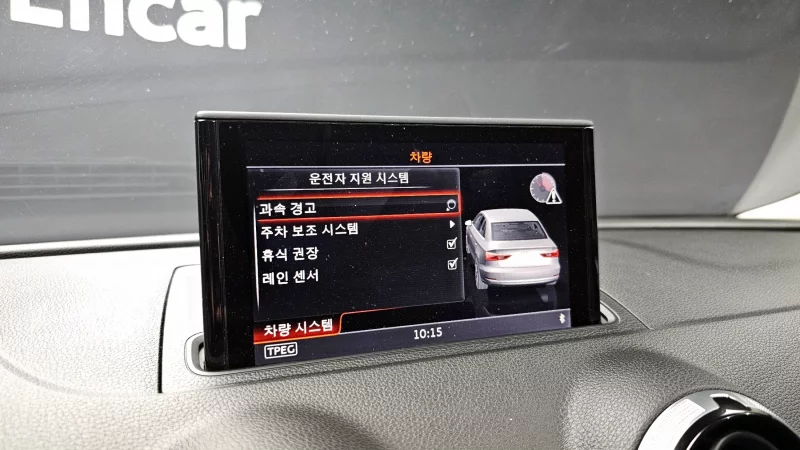 Encar
차량
운전자 지원 시스템
과속 경고
주차 보조 시스템
휴식 권장
레인 센서
차량 시스템
TPEG
10:15